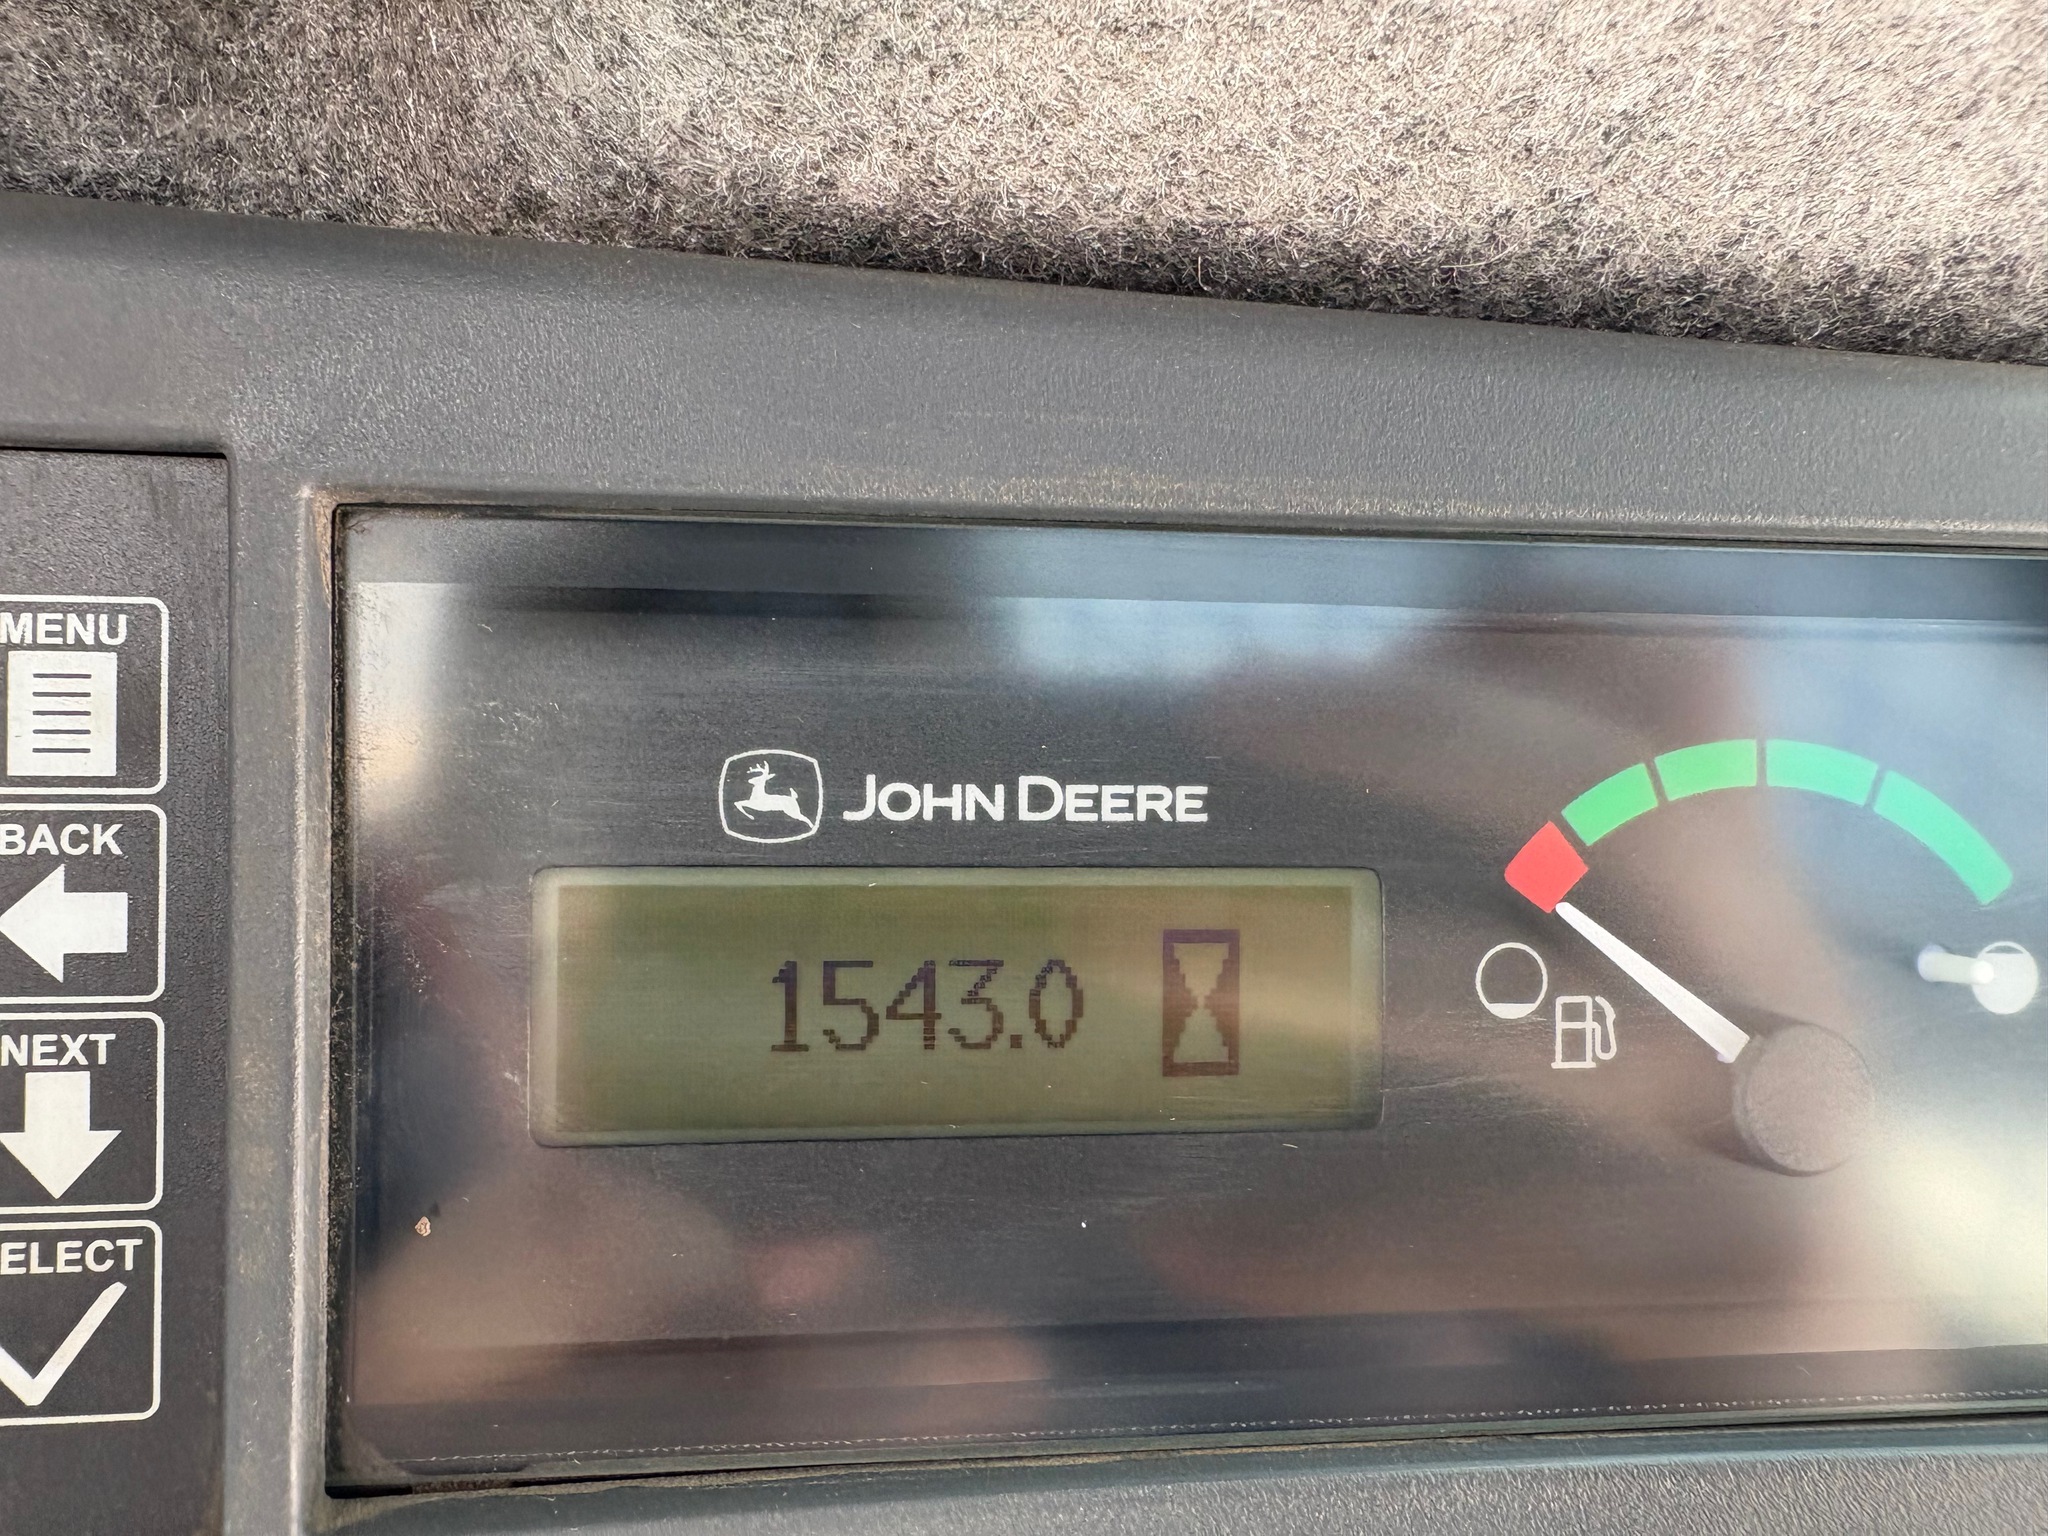 MENU
BACK
NEXT
ELECT
JOHN DEERE
1543.0